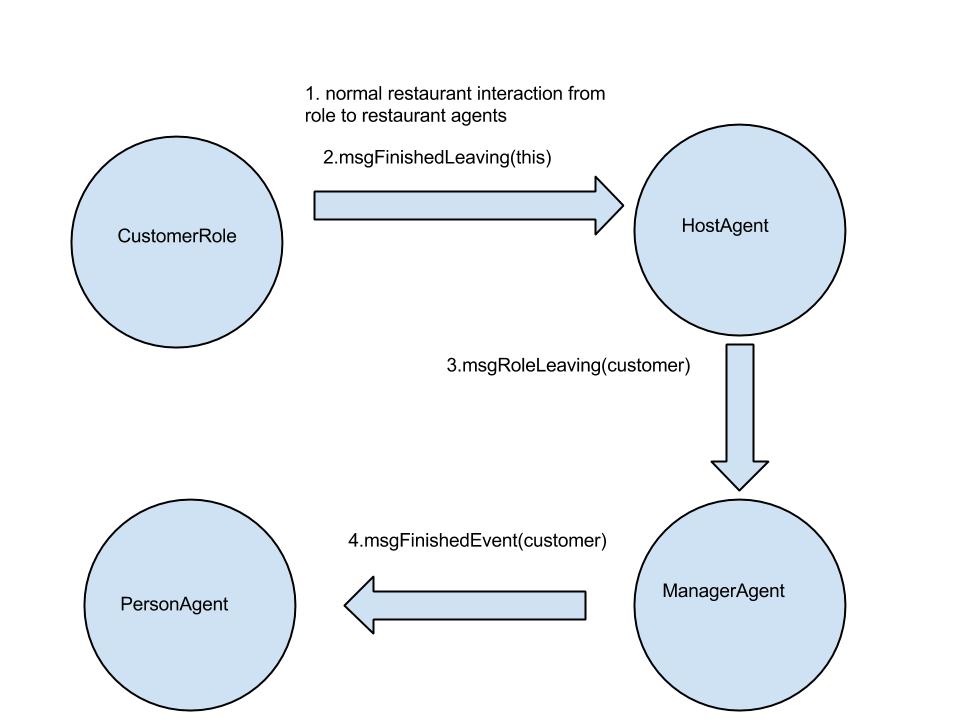 1. normal restaurant interaction from
role to restaurant agents
2.msgFinishedLeaving(this)
CustomerRole
HostAgent
3.msgRoleLeaving(customer)
4.msgFinishedEvent(customer)
PersonAgent
ManagerAgent